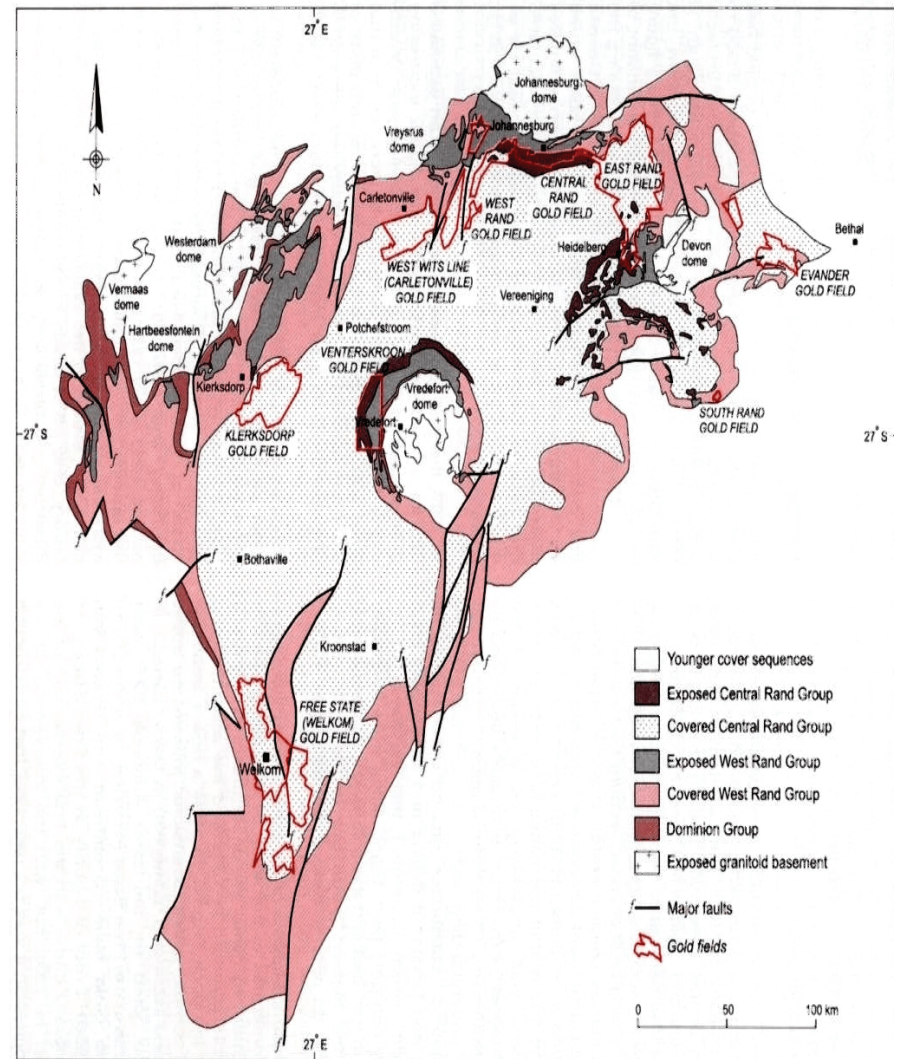 27° E
Johannesburg
dome
Johannesburg
Vreysrus
dome
N
f
f
f
f
f
Carletonville
EAST RAND
GOLD FIELD
CENTRAL
RAND
GOLD FIELD
WEST
RAND
GOLD FIELD
Bethal
Westerdam
dome
Heidelberg
Devon
dome
WEST WITS LINE
(CARLETONVILLE)
GOLD FIELD
EVANDER
GOLD FIELD
Vermaas
dome
Vereeniging
Hartbeesfontein
dome
Potchefstroom
VENTERSKROON
GOLD FIELD
f
f
f
f
Klerksdorp
Vredefort
dome
Vredefort
SOUTH RAND
GOLD FIELD
27° S
27° S
KLERKSDORP
GOLD FIELD
f
f
f
f
f
f
f
f
Bothaville
f
Kroonstad
f
f
f
FREE STATE
(WELKOM)
GOLD FIELD
Welkom
f
f
f
f
f
f
f
Younger cover sequences
Exposed Central Rand Group
Covered Central Rand Group
Exposed West Rand Group
Covered West Rand Group
Dominion Group
Exposed granitoid basement
f Major faults
Gold fields
0 50 100 km
27° E